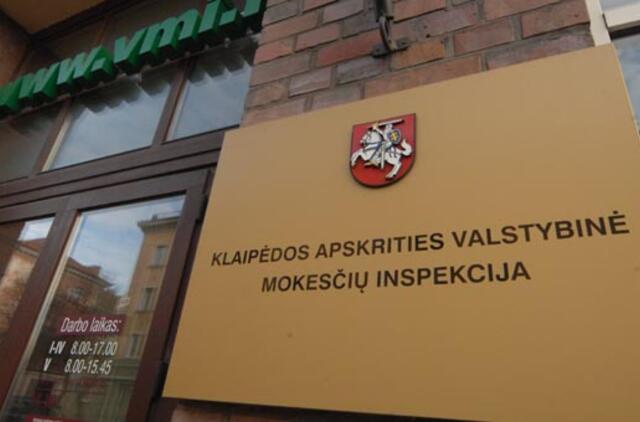 www.vmi.
KLAIPĖDOS APSKRITIES VALSTYBINĖ
MOKESČIŲ INSPEKCIJA
Darbo laikas:
I-IV 8.00-17.00
V 8.00-15.45